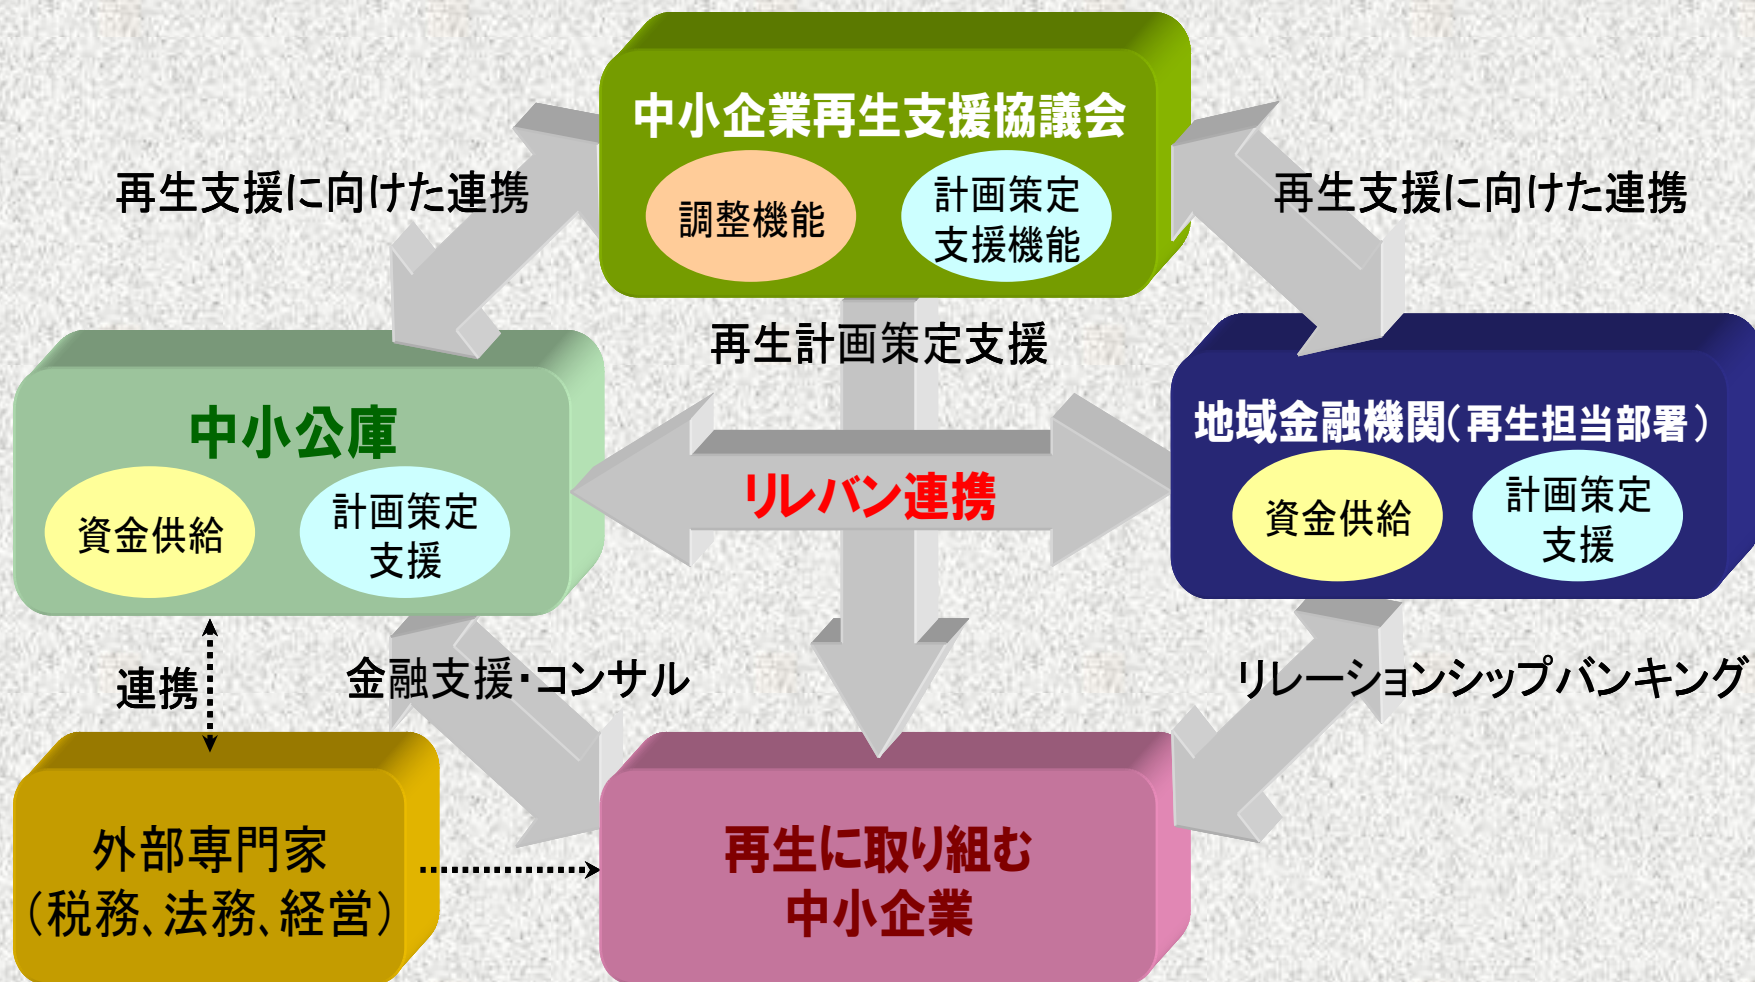 中小企業再生支援協議会
調整機能
計画策定
支援機能
再生支援に向けた連携
再生支援に向けた連携
再生計画策定支援
中小公庫
資金供給
計画策定
支援
リレバン連携
地域金融機関(再生担当部署)
資金供給
計画策定
支援
連携
金融支援・コンサル
リレーションシップバンキング
外部専門家
(税務、法務、経営)
再生に取り組む
中小企業